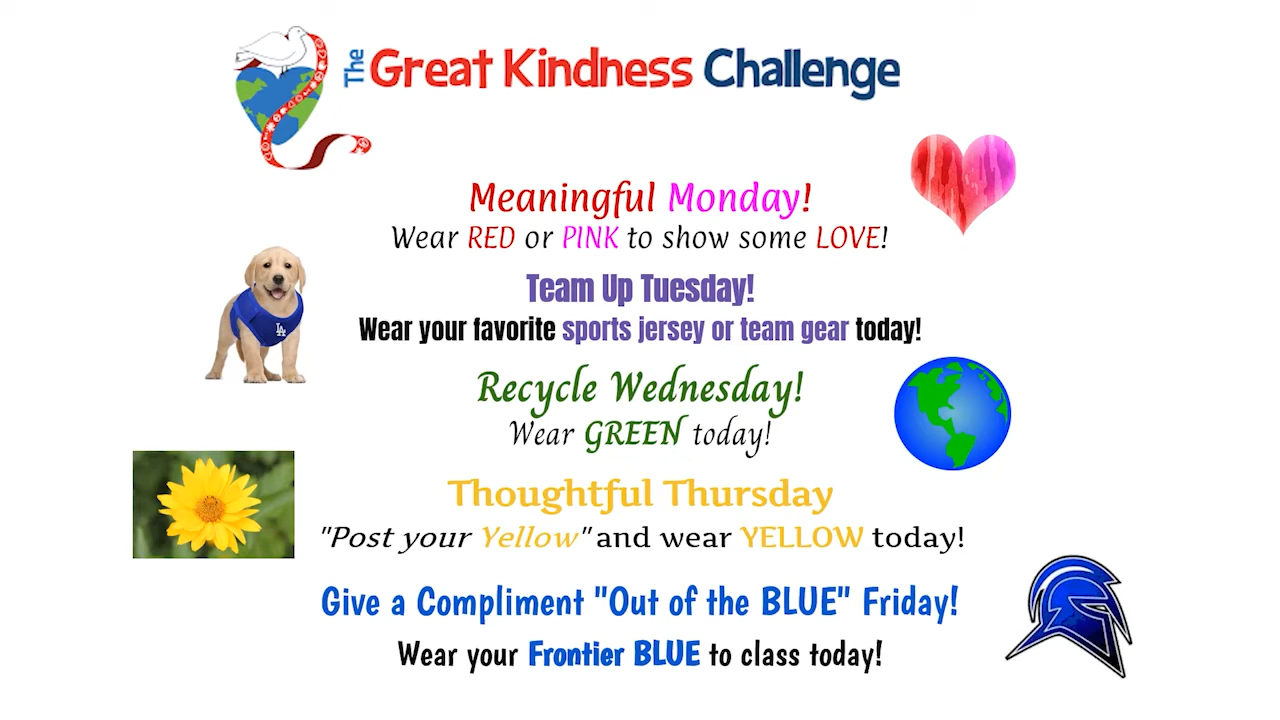 The Great Kindness Challenge
Meaningful Monday!
Wear RED or PINK to show some LOVE!
Team Up Tuesday!
Wear your favorite sports jersey or team gear today!
LA
Recycle Wednesday!
Wear GREEN today!
Thoughtful Thursday
"Post your Yellow" and wear YELLOW today!
Give a Compliment "Out of the BLUE" Friday!
Wear your Frontier BLUE to class today!